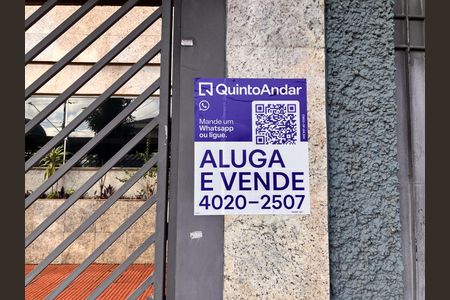 QuintoAndar
Mande um
Whatsapp
ou ligue.
ALUGA
E VENDE
4020-2507